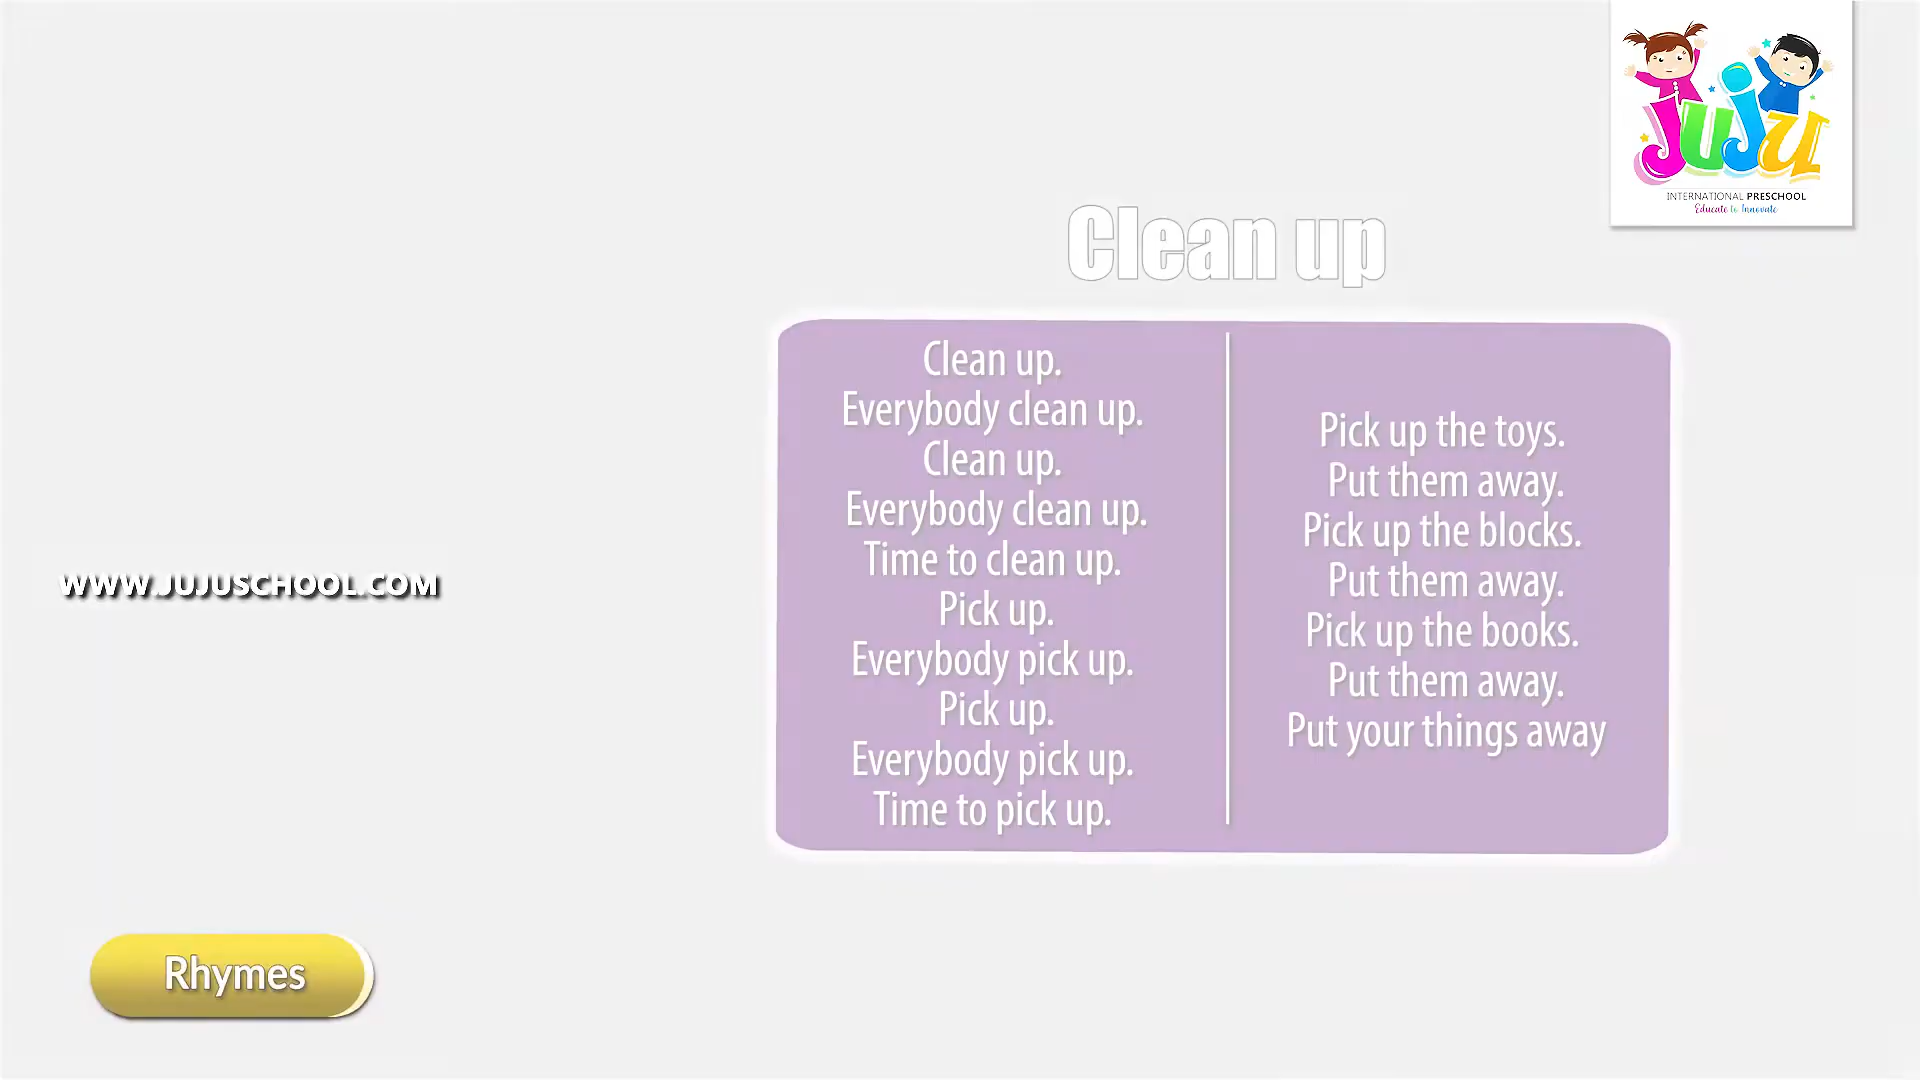 JUJU
INTERNATIONAL PRESCHOOL
Educate to Innovate
Clean up
Clean up.
Everybody clean up.
Clean up.
Everybody clean up.
Time to clean up.
Pick up.
Everybody pick up.
Pick up.
Everybody pick up.
Time to pick up.
Pick up the toys.
Put them away.
Pick up the blocks.
Put them away.
Pick up the books.
Put them away.
Put your things away
WWW.JUJUSCHOOL.COM
Rhymes